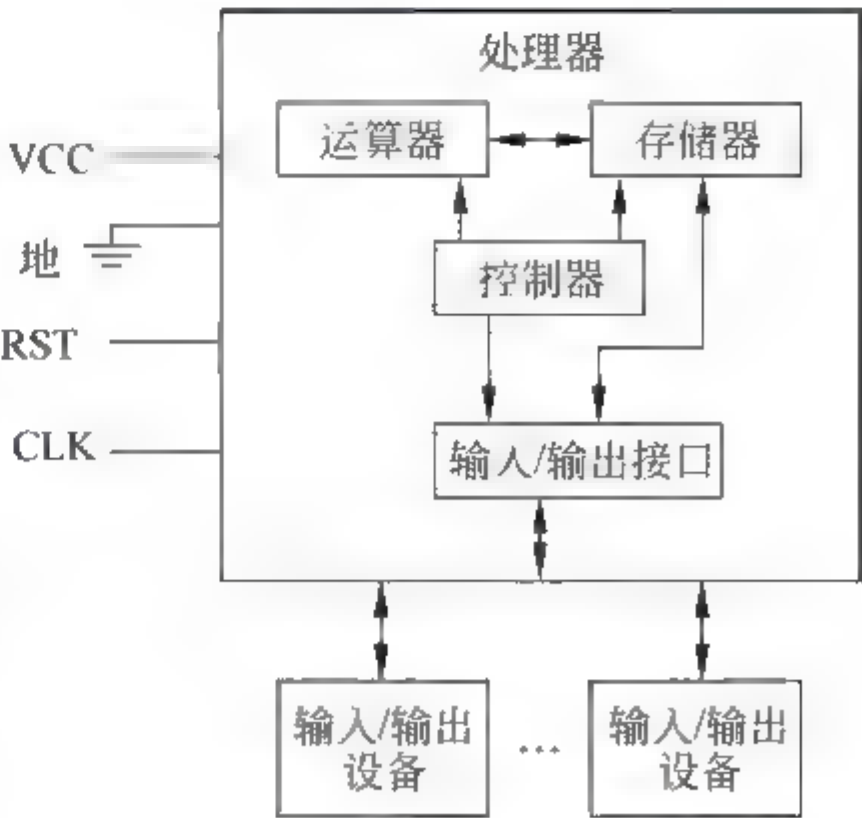 处理器
运算器
存储器
VCC
控制器
地
RST
CLK
输入/输出接口
输入/输出
设备
…
输入/输出
设备